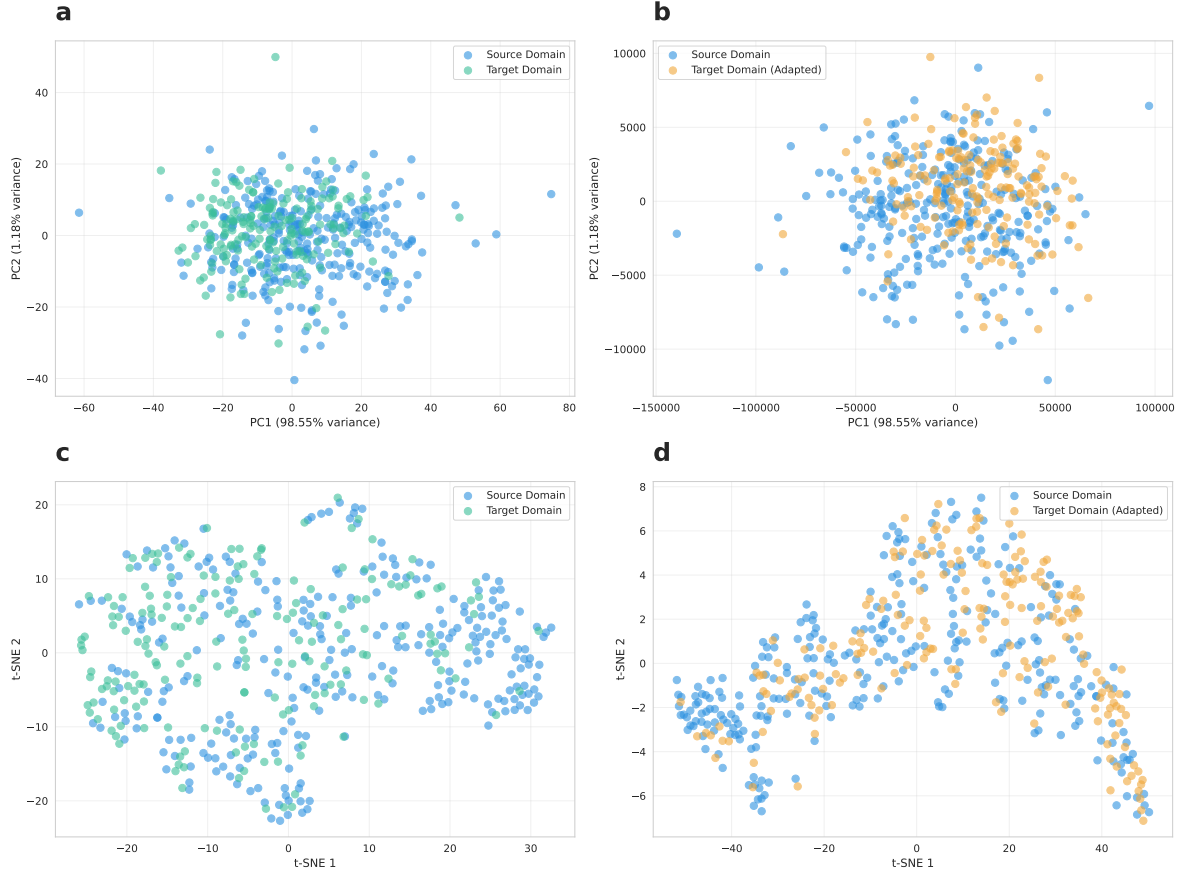 a
Source Domain
Target Domain
PC2 (1.18% variance)
40
20
0
−20
−40
−60
−40
−20
0
20
40
60
80
PC1 (98.55% variance)
b
Source Domain
Target Domain (Adapted)
PC2 (1.18% variance)
10000
5000
0
−5000
−10000
−150000
−100000
−50000
0
50000
100000
PC1 (98.55% variance)
c
Source Domain
Target Domain
t-SNE 2
20
10
0
−10
−20
−20
−10
0
10
20
30
t-SNE 1
d
Source Domain
Target Domain (Adapted)
t-SNE 2
8
6
4
2
0
−2
−4
−6
−40
−20
0
20
40
t-SNE 1